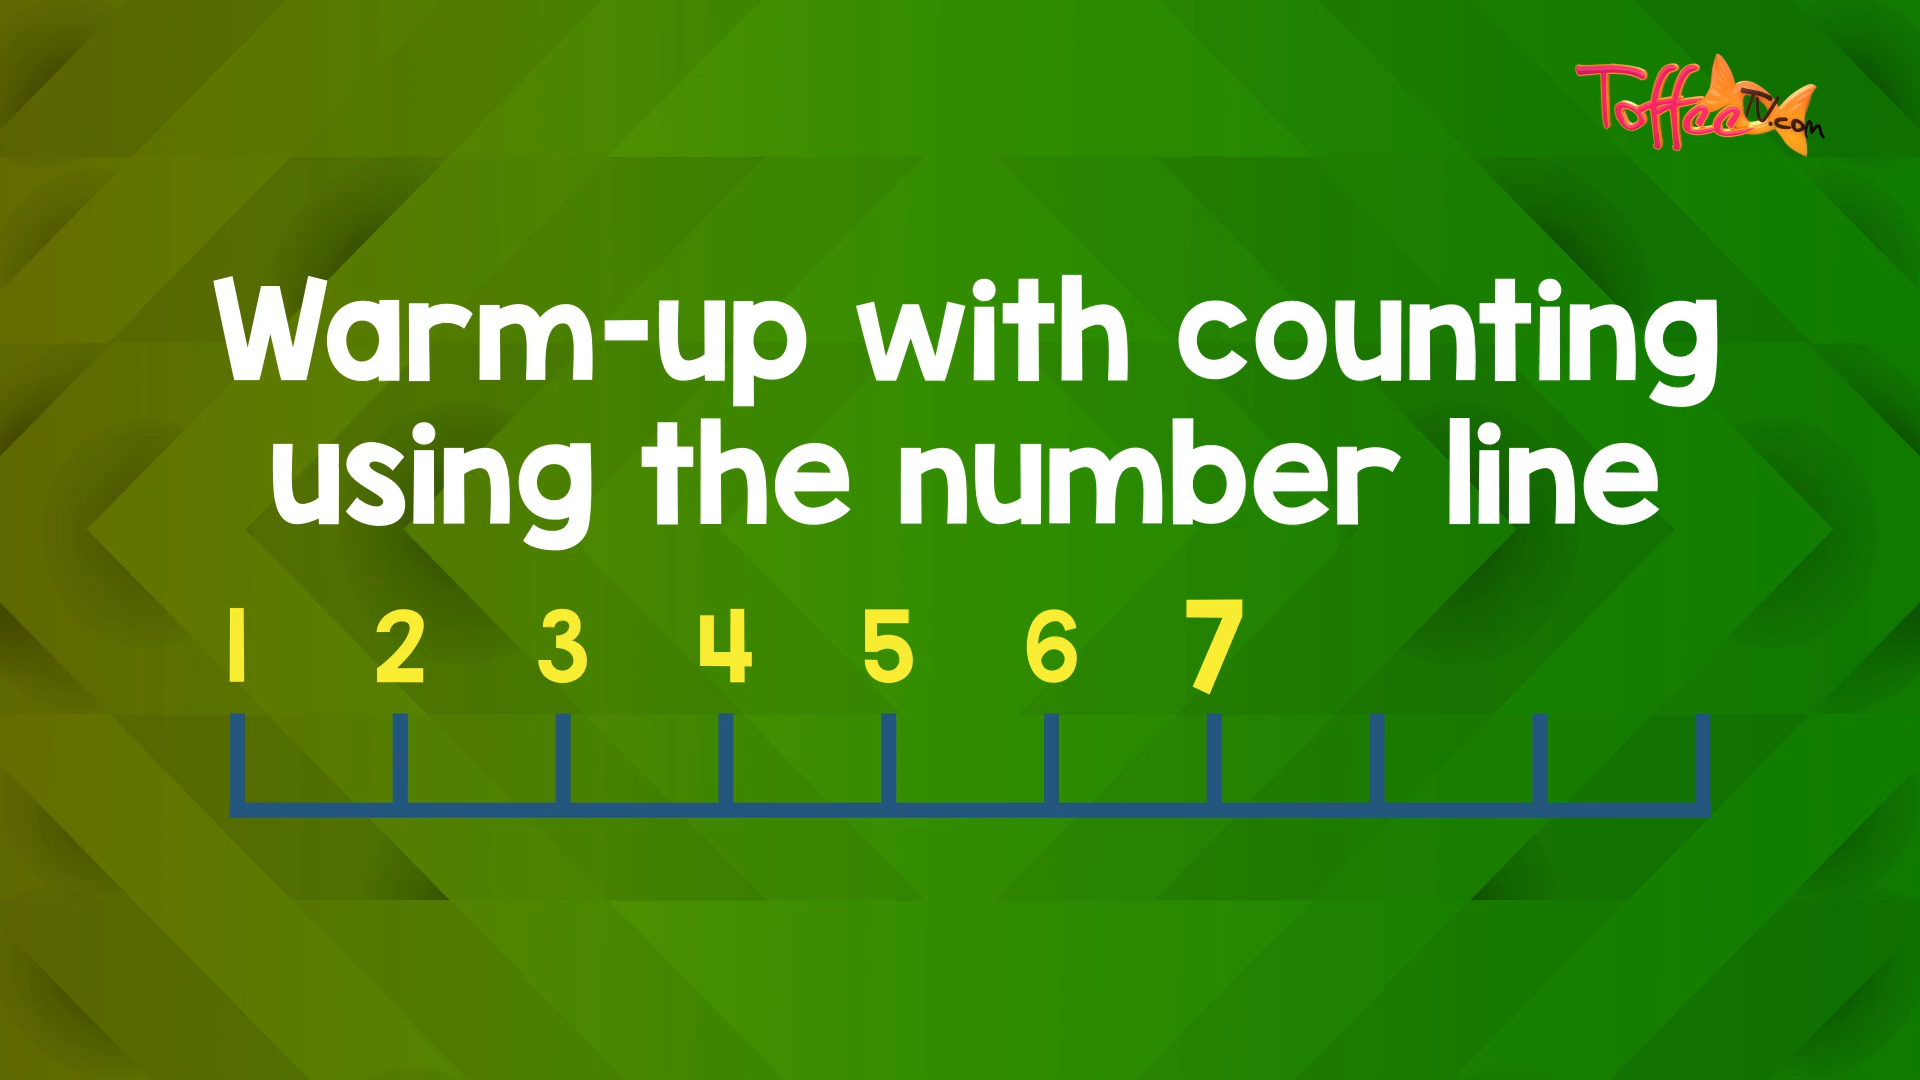 ToffeeTV.com
Warm-up with counting
using the number line
1 2 3 4 5 6 7